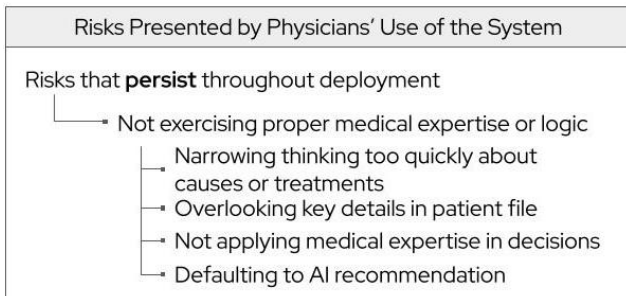 Risks Presented by Physicians’ Use of the System
Risks that persist throughout deployment
Not exercising proper medical expertise or logic
Narrowing thinking too quickly about
causes or treatments
Overlooking key details in patient file
Not applying medical expertise in decisions
Defaulting to AI recommendation